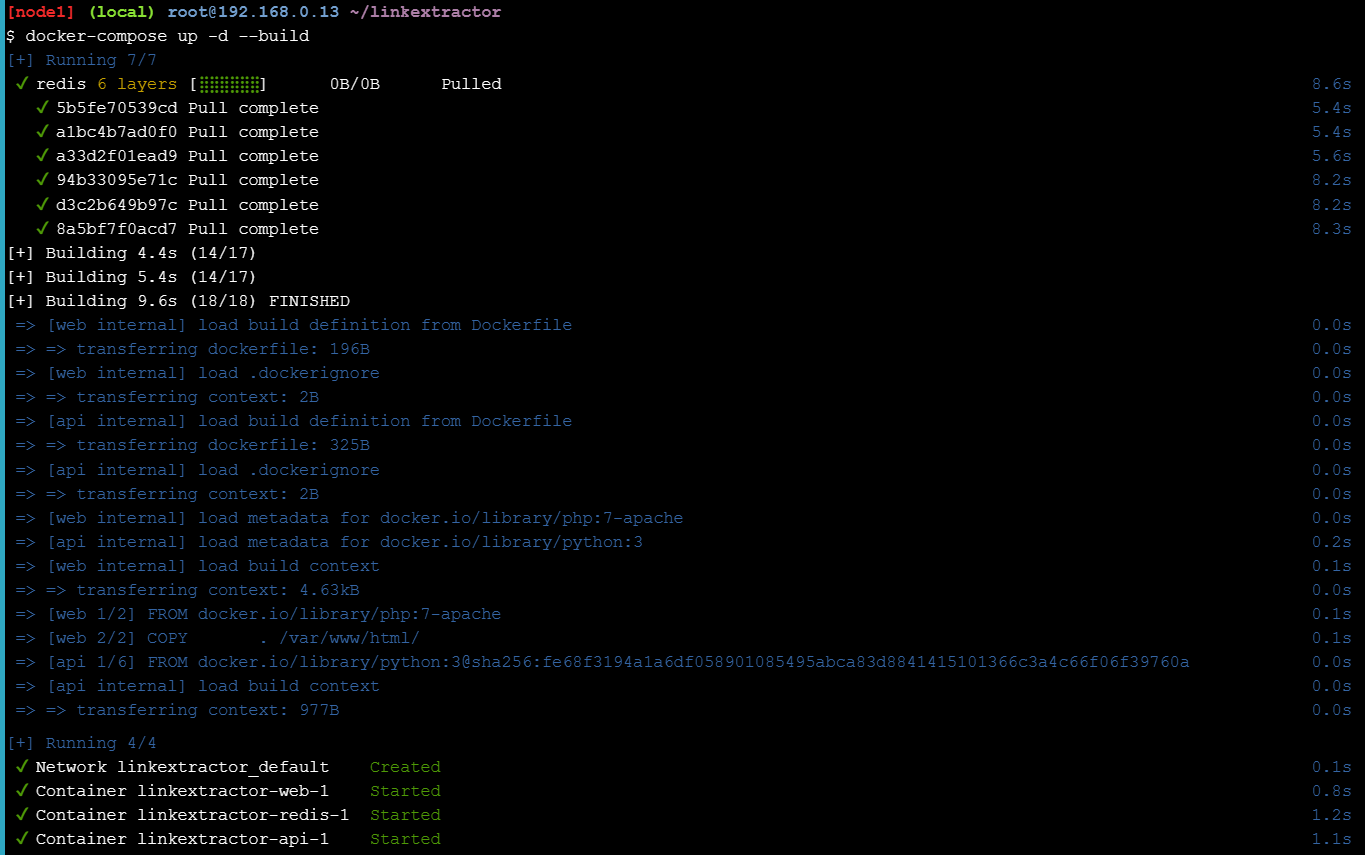 [node1] (local) root@192.168.0.13 ~/linkextractor
$ docker-compose up -d --build
[+] Running 7/7
✓ redis 6 layers [⣿⣿⣿⣿⣿⣿] 0B/0B Pulled 8.6s
✓ 5b5fe70539cd Pull complete 5.4s
✓ a1bc4b7ad0f0 Pull complete 5.4s
✓ a33d2f01ead9 Pull complete 5.6s
✓ 94b33095e71c Pull complete 8.2s
✓ d3c2b649b97c Pull complete 8.2s
✓ 8a5bf7f0acd7 Pull complete 8.3s
[+] Building 4.4s (14/17)
[+] Building 5.4s (14/17)
[+] Building 9.6s (18/18) FINISHED
=> [web internal] load build definition from Dockerfile 0.0s
=> => transferring dockerfile: 196B 0.0s
=> [web internal] load .dockerignore 0.0s
=> => transferring context: 2B 0.0s
=> [api internal] load build definition from Dockerfile 0.0s
=> => transferring dockerfile: 325B 0.0s
=> [api internal] load .dockerignore 0.0s
=> => transferring context: 2B 0.0s
=> [web internal] load metadata for docker.io/library/php:7-apache 0.0s
=> [api internal] load metadata for docker.io/library/python:3 0.2s
=> [web internal] load build context 0.1s
=> => transferring context: 4.63kB 0.0s
=> [web 1/2] FROM docker.io/library/php:7-apache 0.1s
=> [web 2/2] COPY . /var/www/html/ 0.1s
=> [api 1/6] FROM docker.io/library/python:3@sha256:fe68f3194a1a6df058901085495abca83d8841415101366c3a4c66f06f39760a 0.0s
=> [api internal] load build context 0.0s
=> => transferring context: 977B 0.0s
[+] Running 4/4
✓ Network linkextractor_default Created 0.1s
✓ Container linkextractor-web-1 Started 0.8s
✓ Container linkextractor-redis-1 Started 1.2s
✓ Container linkextractor-api-1 Started 1.1s